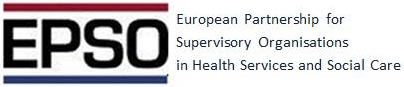 EPSO
European Partnership for
Supervisory Organisations
in Health Services and Social Care